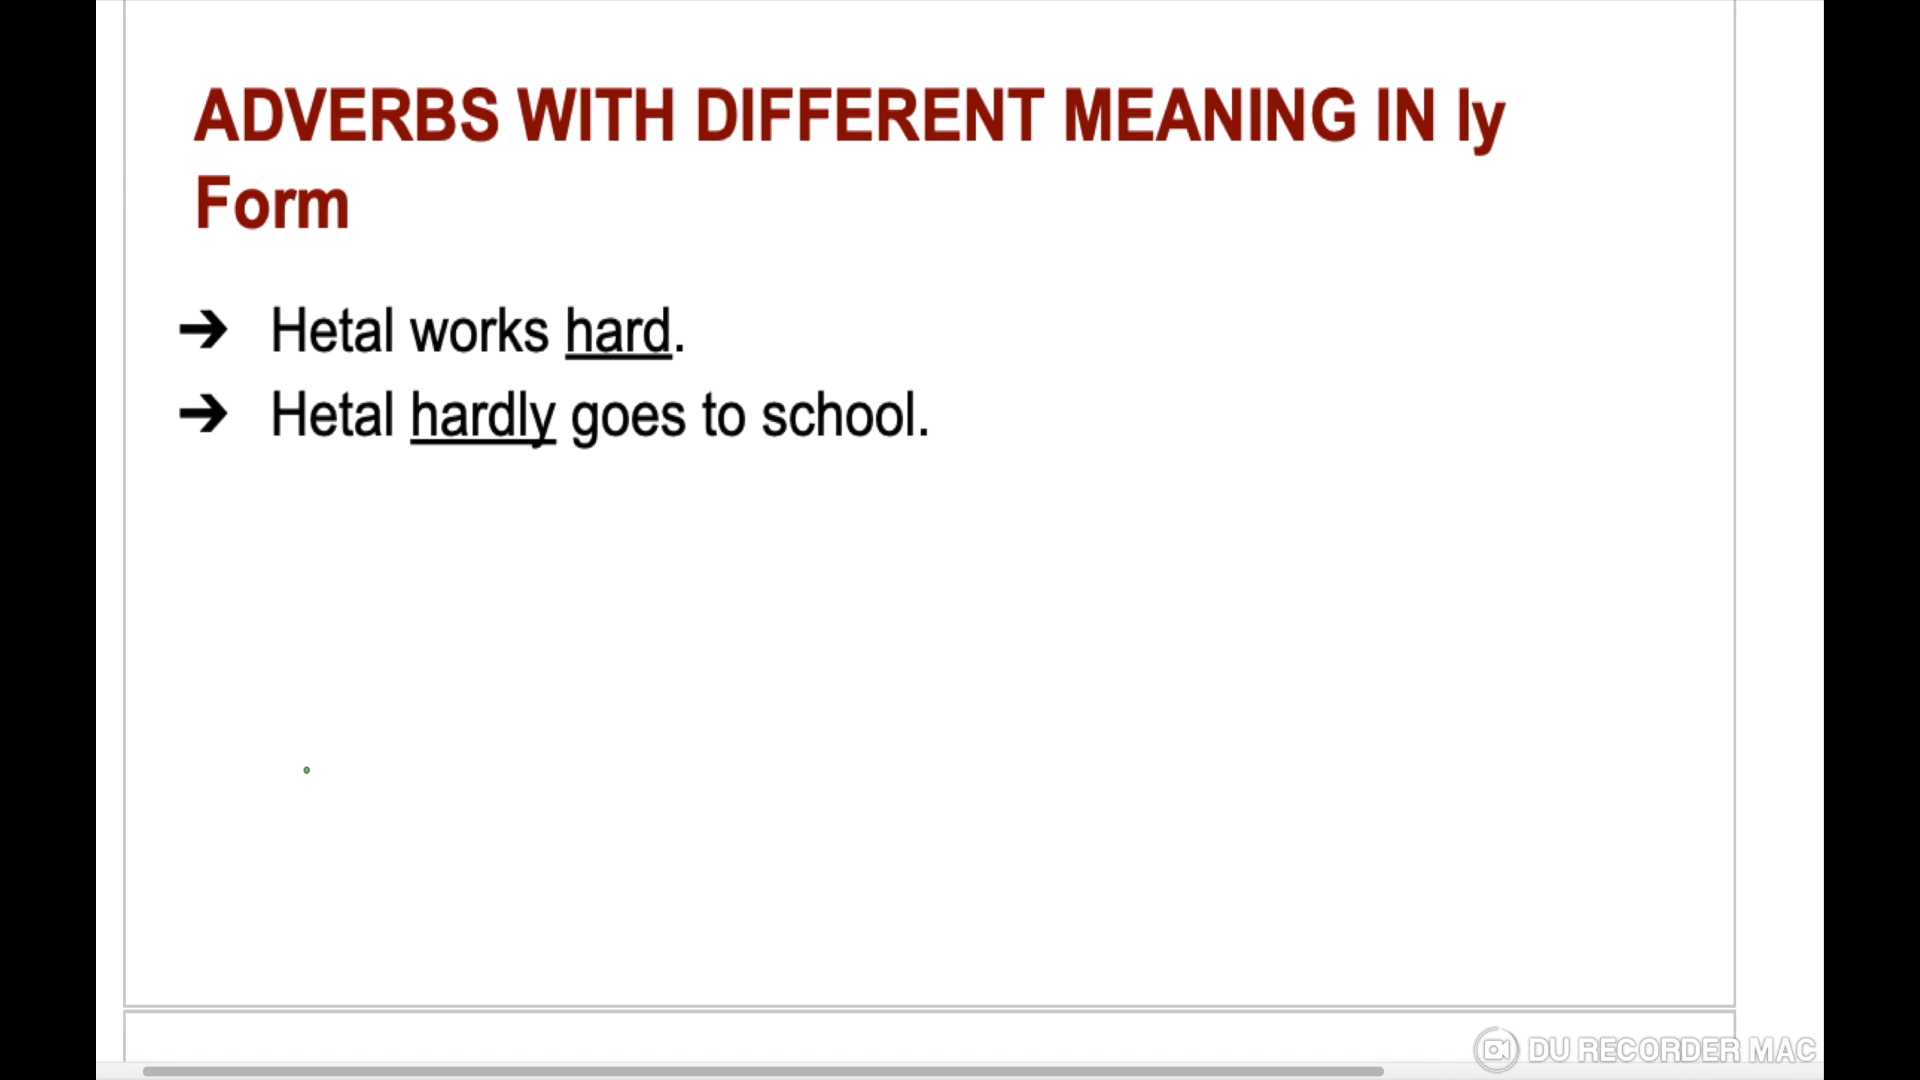 ADVERBS WITH DIFFERENT MEANING IN ly
Form
➔ Hetal works hard.
➔ Hetal hardly goes to school.
DU RECORDER MAC